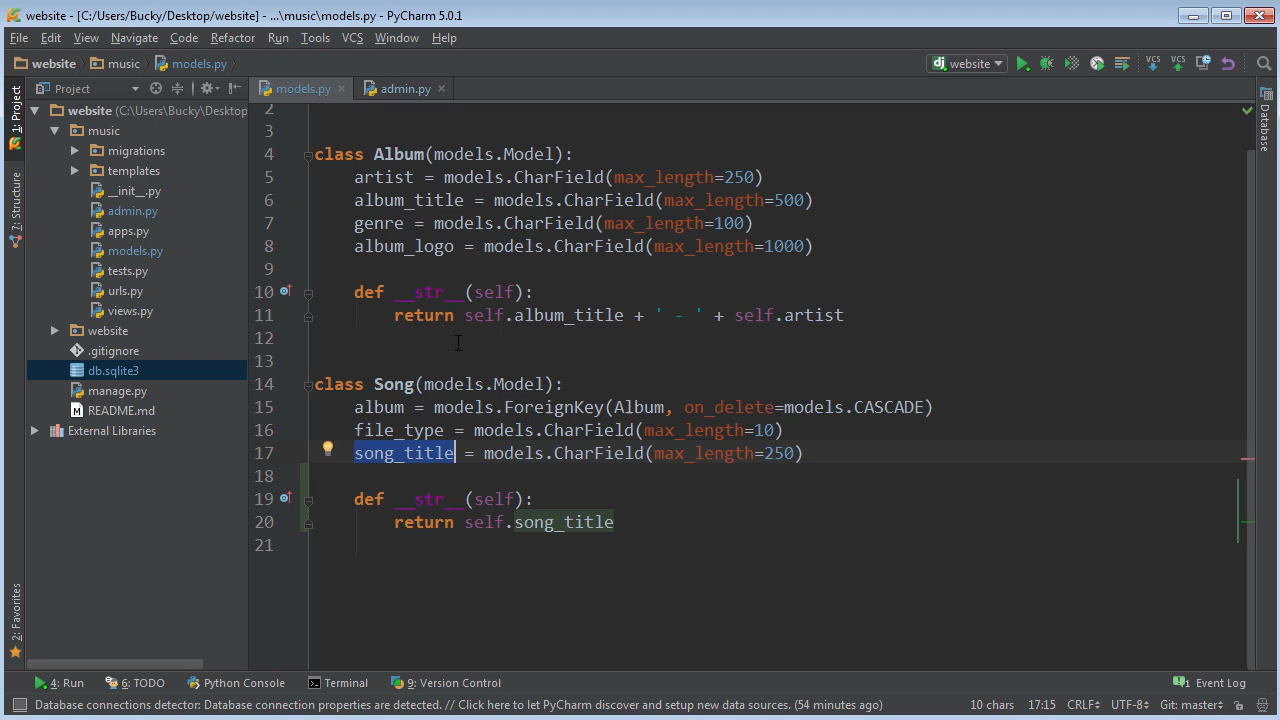 website - [C:/Users/Bucky/Desktop/website] - ...\music\models.py - PyCharm 5.0.1
File Edit View Navigate Code Refactor Run Tools VCS Window Help
website music models.py website VCS VCS
Project models.py admin.py
1: Project
7: Structure
2: Favorites
Database
website (C:\Users\Bucky\Desktop
music
migrations
templates
__init__.py
admin.py
apps.py
models.py
tests.py
urls.py
views.py
website
.gitignore
db.sqlite3
manage.py
README.md
External Libraries
2
3
4 class Album(models.Model):
5 artist = models.CharField(max_length=250)
6 album_title = models.CharField(max_length=500)
7 genre = models.CharField(max_length=100)
8 album_logo = models.CharField(max_length=1000)
9
10 def __str__(self):
11 return self.album_title + ' - ' + self.artist
12
13
14 class Song(models.Model):
15 album = models.ForeignKey(Album, on_delete=models.CASCADE)
16 file_type = models.CharField(max_length=10)
17 song_title = models.CharField(max_length=250)
18
19 def __str__(self):
20 return self.song_title
21
4: Run 6: TODO Python Console Terminal 9: Version Control 1 Event Log
Database connections detector: Database connection properties are detected. // Click here to let PyCharm discover and setup new data sources. (54 minutes ago) 10 chars 17:15 CRLF UTF-8 Git: master